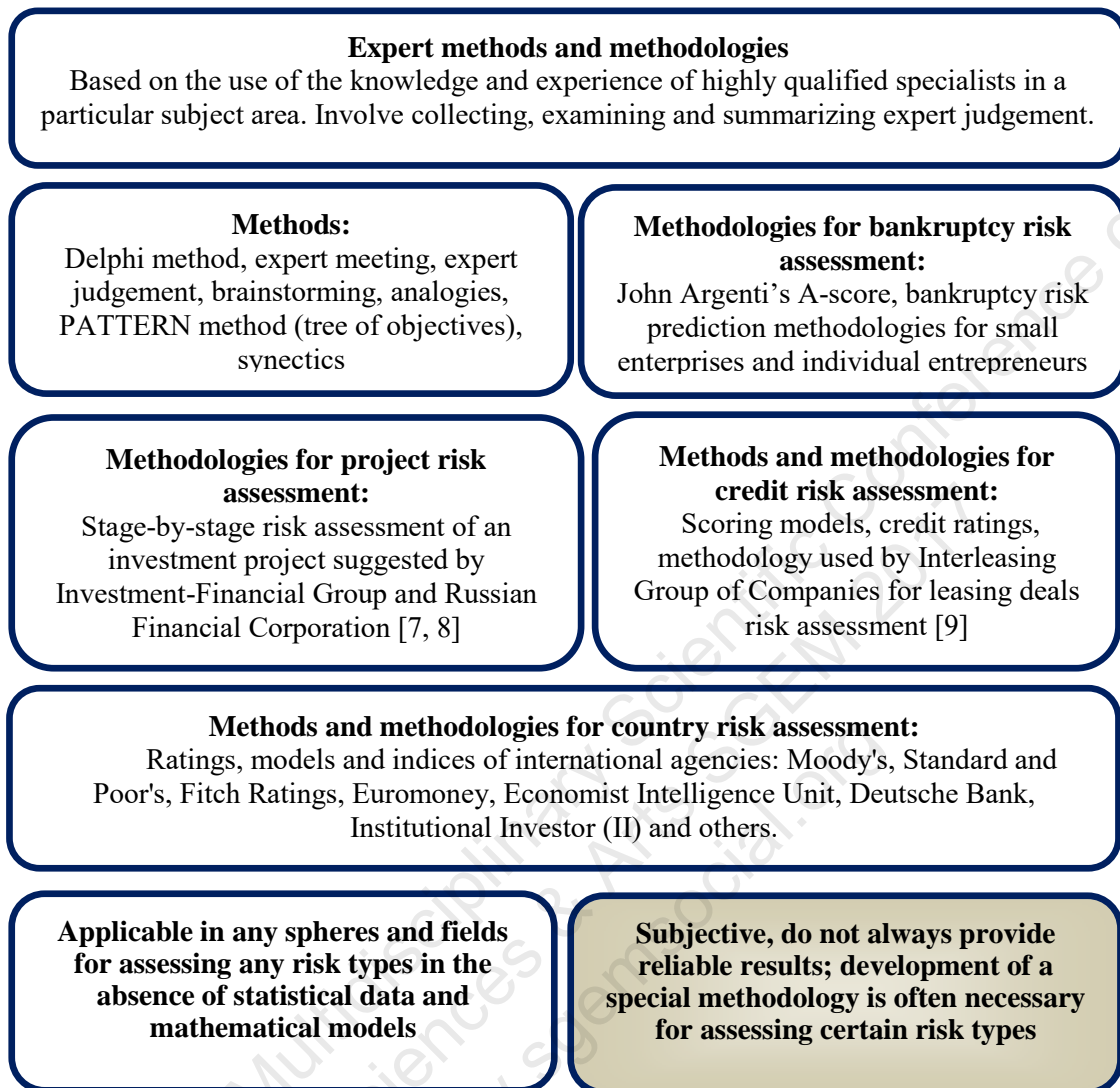 Expert methods and methodologies
Based on the use of the knowledge and experience of highly qualified specialists in a
particular subject area. Involve collecting, examining and summarizing expert judgement.
Methods:
Delphi method, expert meeting, expert
judgement, brainstorming, analogies,
PATTERN method (tree of objectives),
synectics
Methodologies for bankruptcy risk
assessment:
John Argenti’s A-score, bankruptcy risk
prediction methodologies for small
enterprises and individual entrepreneurs
Methodologies for project risk
assessment:
Stage-by-stage risk assessment of an
investment project suggested by
Investment-Financial Group and Russian
Financial Corporation [7, 8]
Methods and methodologies for
credit risk assessment:
Scoring models, credit ratings,
methodology used by Interleasing
Group of Companies for leasing deals
risk assessment [9]
Methods and methodologies for country risk assessment:
Ratings, models and indices of international agencies: Moody's, Standard and
Poor's, Fitch Ratings, Euromoney, Economist Intelligence Unit, Deutsche Bank,
Institutional Investor (II) and others.
Applicable in any spheres and fields
for assessing any risk types in the
absence of statistical data and
mathematical models
Subjective, do not always provide
reliable results; development of a
special methodology is often necessary
for assessing certain risk types
Multidisciplinary Scientific Conference
Sciences & Arts SGEM 2017
sgemsocial.org